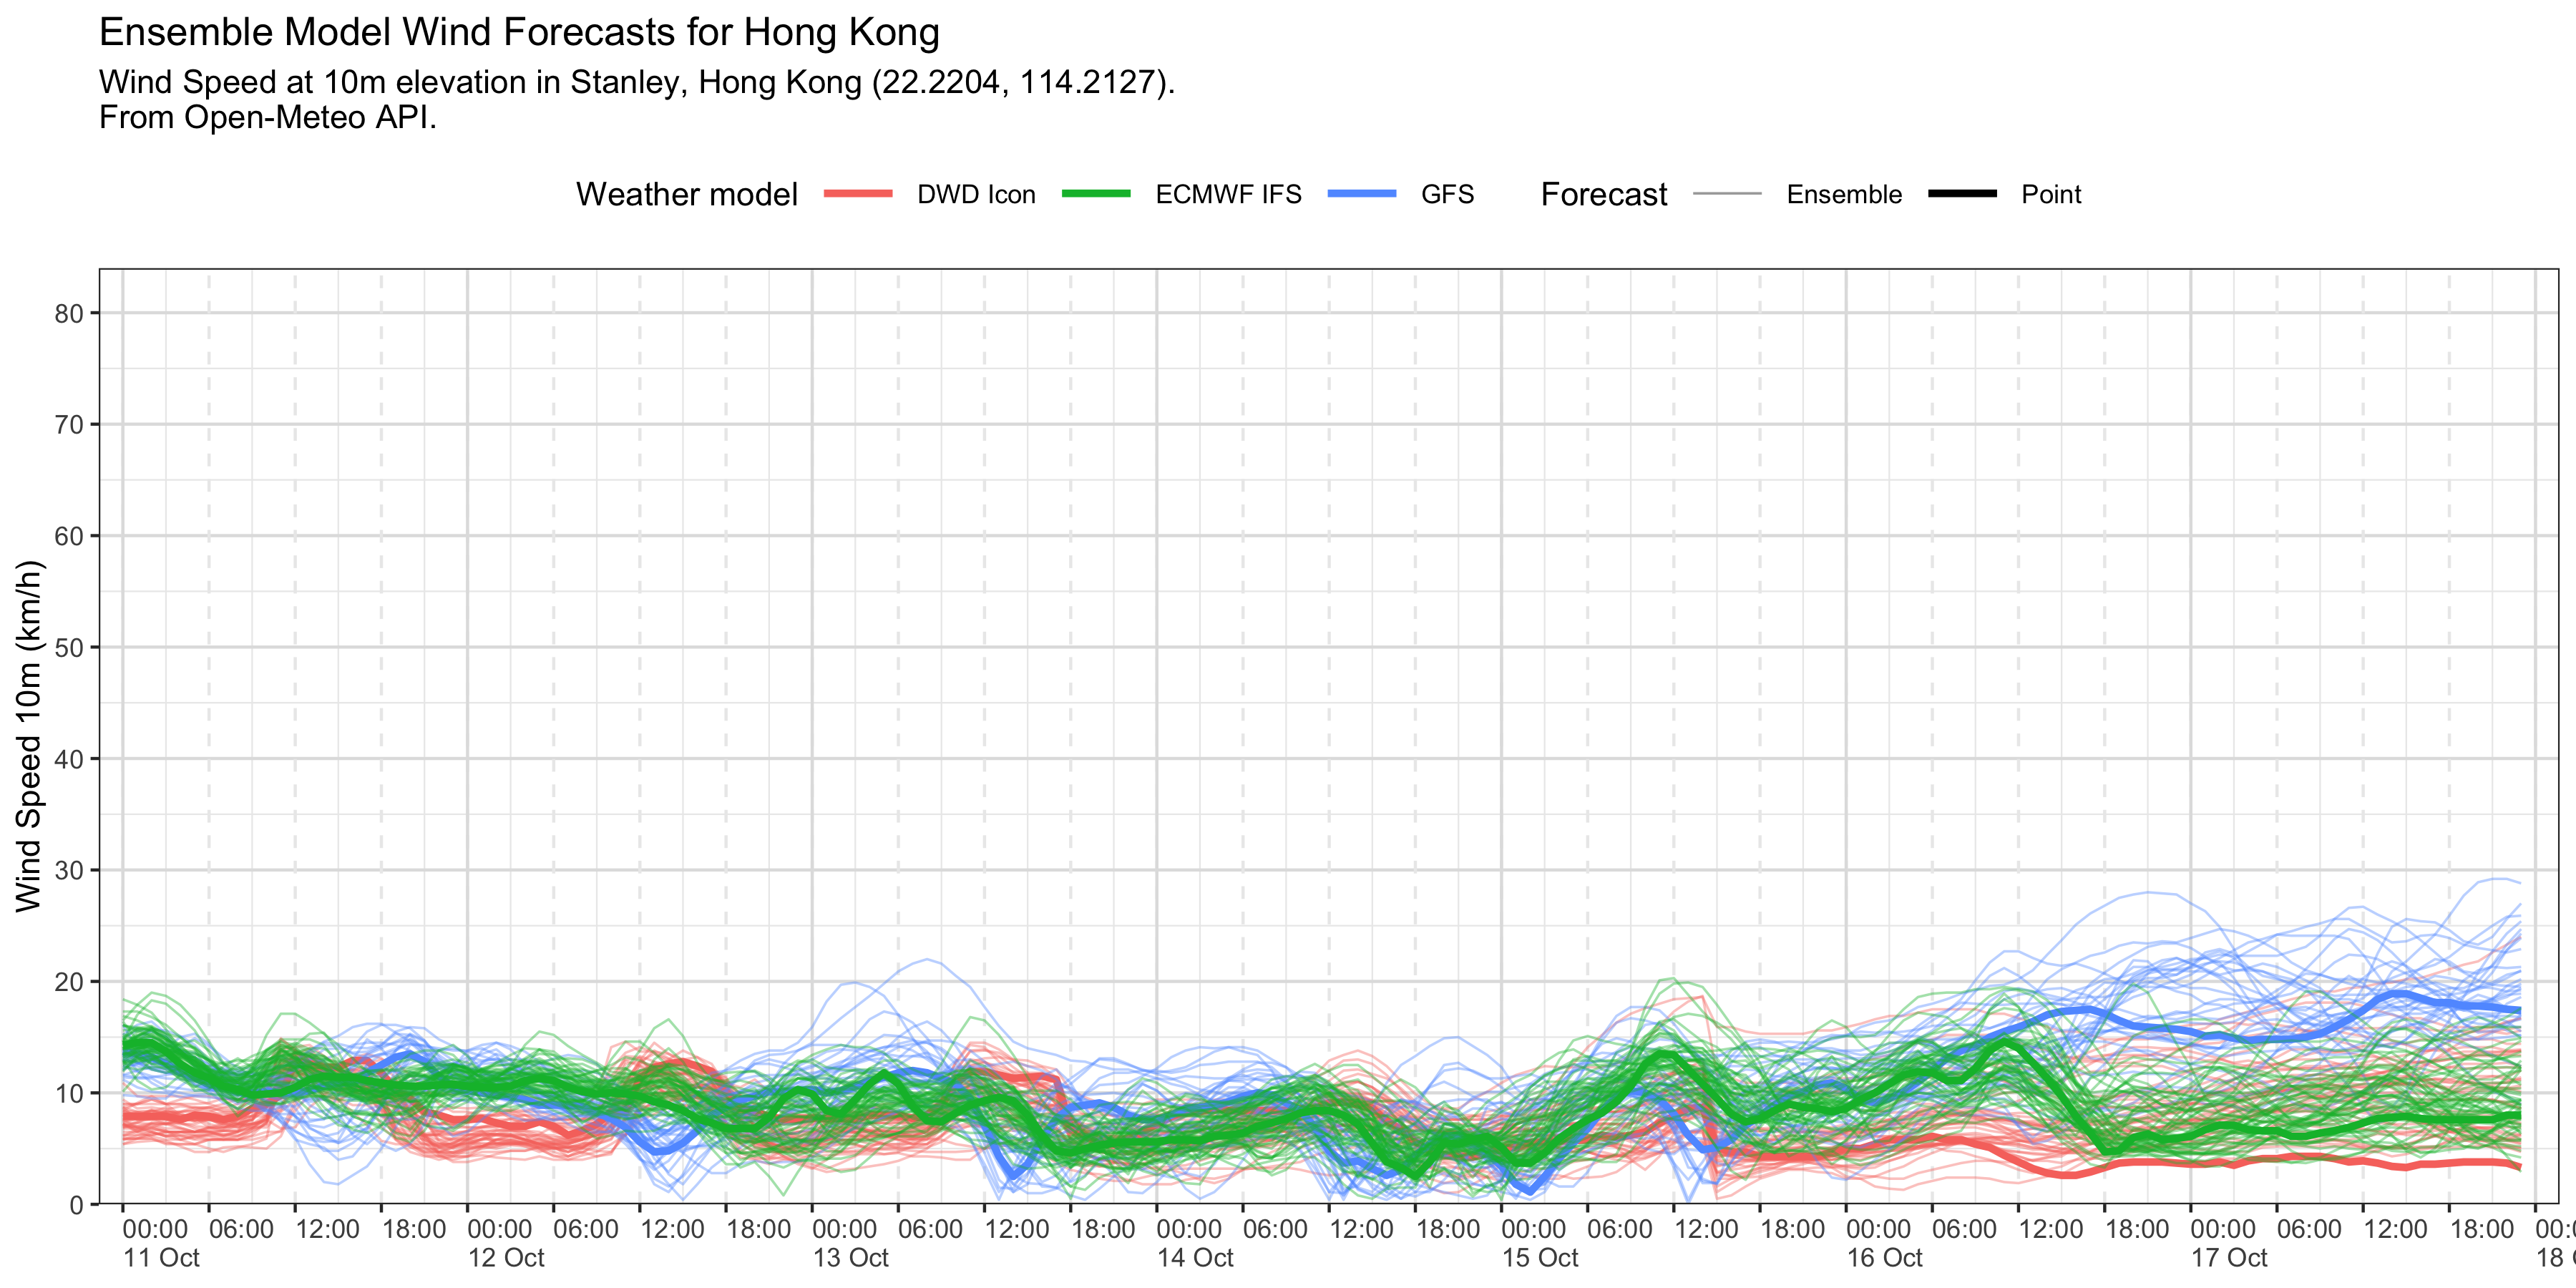 Ensemble Model Wind Forecasts for Hong Kong
Wind Speed at 10m elevation in Stanley, Hong Kong (22.2204, 114.2127).
From Open-Meteo API.
Weather model DWD Icon ECMWF IFS GFS Forecast Ensemble Point
Wind Speed 10m (km/h)
80
70
60
50
40
30
20
10
0
00:00 06:00 12:00 18:00 00:00 06:00 12:00 18:00 00:00 06:00 12:00 18:00 00:00 06:00 12:00 18:00 00:00 06:00 12:00 18:00 00:00 06:00 12:00 18:00 00:00 06:00 12:00 18:00 00:0
11 Oct 12 Oct 13 Oct 14 Oct 15 Oct 16 Oct 17 Oct 18